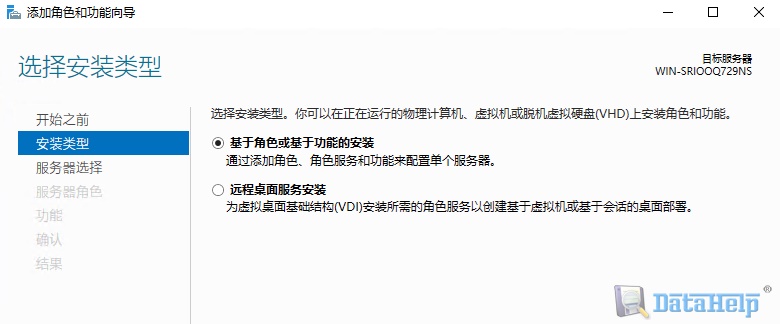 添加角色和功能向导
选择安装类型
目标服务器
WIN-SRIOOQ729NS
开始之前
安装类型
服务器选择
服务器角色
功能
确认
结果
选择安装类型。你可以在正在运行的物理计算机、虚拟机或脱机虚拟硬盘(VHD)上安装角色和功能。
基于角色或基于功能的安装
通过添加角色、角色服务和功能来配置单个服务器。
远程桌面服务安装
为虚拟桌面基础结构(VDI)安装所需的角色服务以创建基于虚拟机或基于会话的桌面部署。
DataHelp®